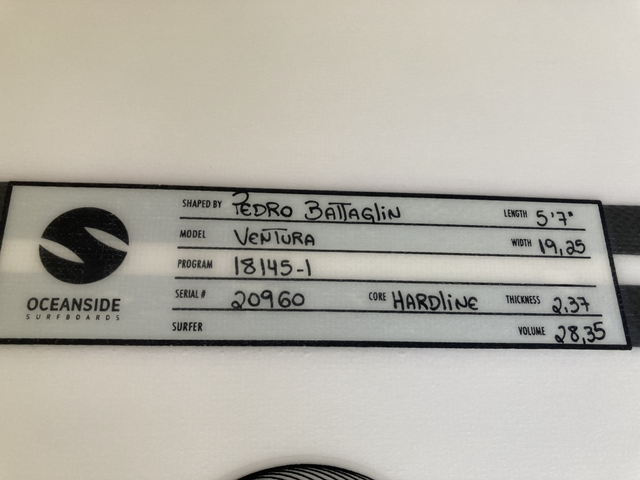 SHAPED BY PEDRO BATTAGLIN LENGTH 5'7"
MODEL VENTURA WIDTH 19,25
PROGRAM 18145-1
SERIAL # 20960 CORE HARDLINE THICKNESS 2,37
SURFER VOLUME 28,35
OCEANSIDE
SURFBOARDS